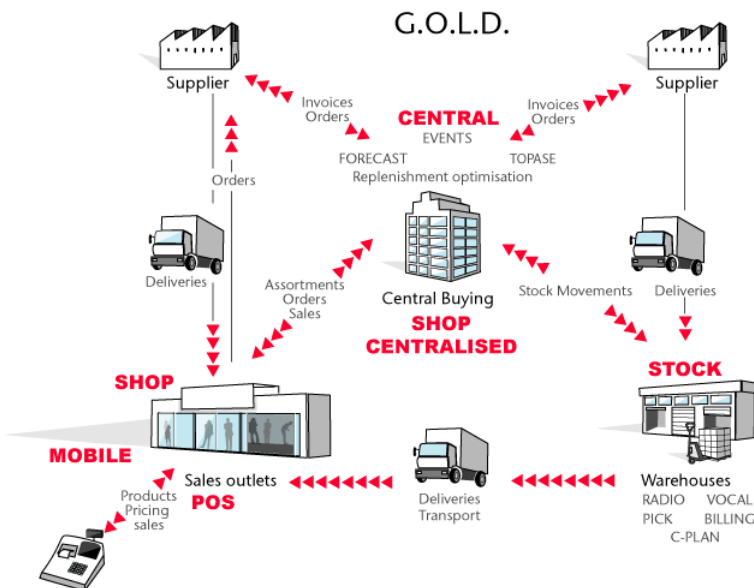 G.O.L.D.
Supplier
Supplier
Invoices
Orders
CENTRAL
EVENTS
Invoices
Orders
FORECAST
TOPASE
Replenishment optimisation
Orders
Deliveries
Assortments
Orders
Sales
Central Buying
SHOP
CENTRALISED
Stock Movements
Deliveries
SHOP
STOCK
MOBILE
Sales outlets
POS
Products
Pricing
sales
Deliveries
Transport
Warehouses
RADIO VOCAL
PICK BILLING
C-PLAN